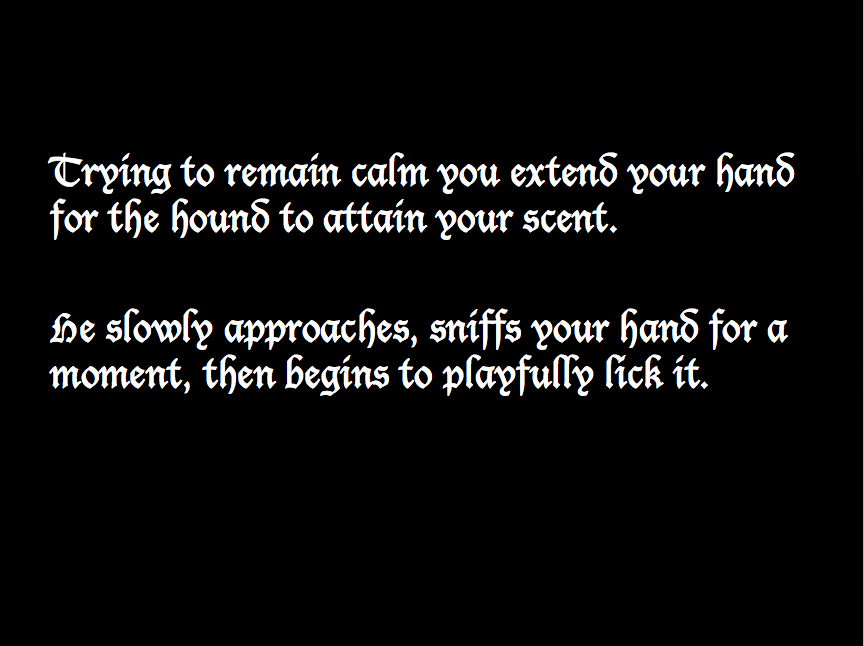 Trying to remain calm you extend your hand
for the hound to attain your scent.
He slowly approaches, sniffs your hand for a
moment, then begins to playfully lick it.